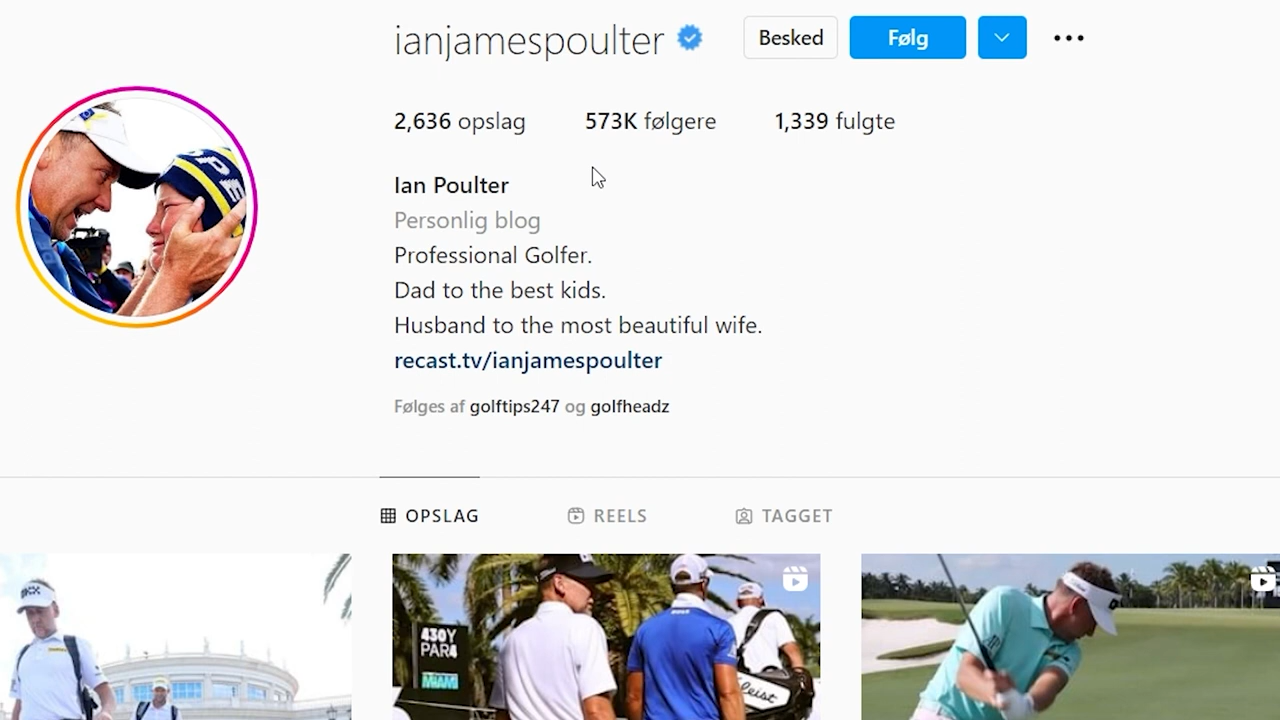 ianjamespoulter
Besked
Følg
2,636 opslag
573K følgere
1,339 fulgte
Ian Poulter
Personlig blog
Professional Golfer.
Dad to the best kids.
Husband to the most beautiful wife.
recast.tv/ianjamespoulter
Følges af golftips247 og golfheadz
OPSLAG
REELS
TAGGET
430Y
PAR4
MIAMI